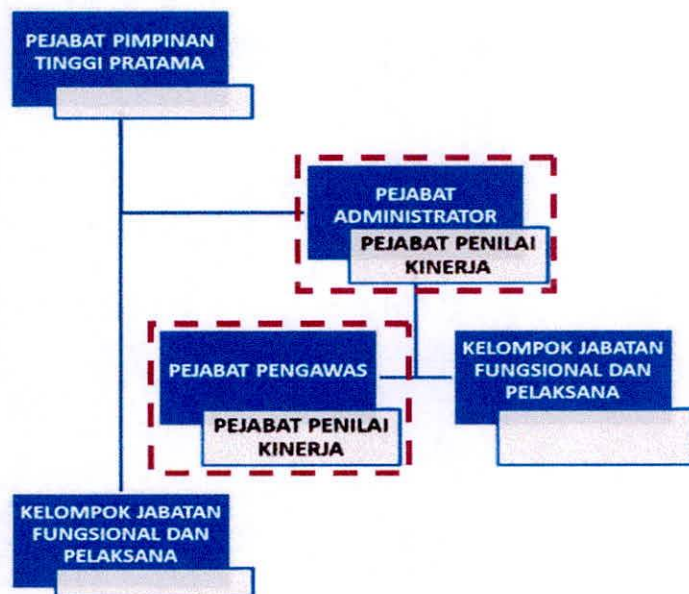 PEJABAT PIMPINAN
TINGGI PRATAMA
PEJABAT
ADMINISTRATOR
PEJABAT PENILAI
KINERJA
PEJABAT PENGAWAS
PEJABAT PENILAI
KINERJA
KELOMPOK JABATAN
FUNGSIONAL DAN
PELAKSANA
KELOMPOK JABATAN
FUNGSIONAL DAN
PELAKSANA